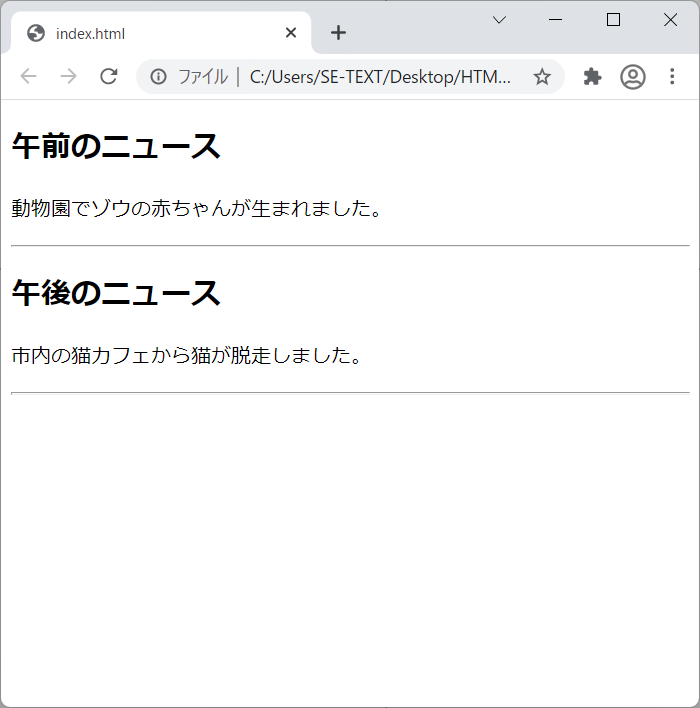 index.html
ファイル | C:/Users/SE-TEXT/Desktop/HTM...
午前のニュース
動物園でゾウの赤ちゃんが生まれました。
午後のニュース
市内の猫カフェから猫が脱走しました。